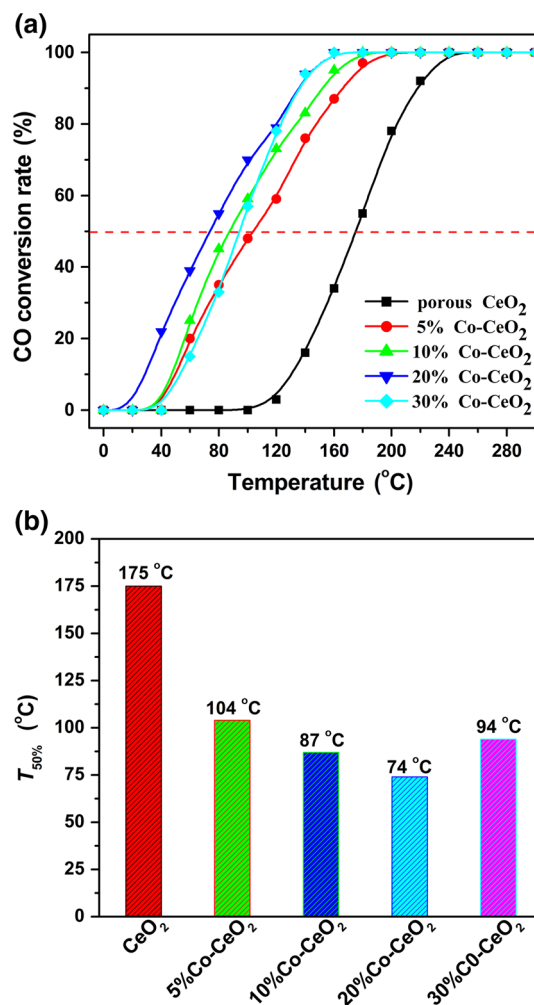 (a)
100
80
60
40
20
0
CO conversion rate (%)
porous CeO₂
5% Co-CeO₂
10% Co-CeO₂
20% Co-CeO₂
30% Co-CeO₂
0 40 80 120 160 200 240 280
Temperature (°C)
(b)
200
175
150
125
100
75
50
25
0
T50% (°C)
175 °C
104 °C
87 °C
74 °C
94 °C
CeO₂
5%Co-CeO₂
10%Co-CeO₂
20%Co-CeO₂
30%C0-CeO₂